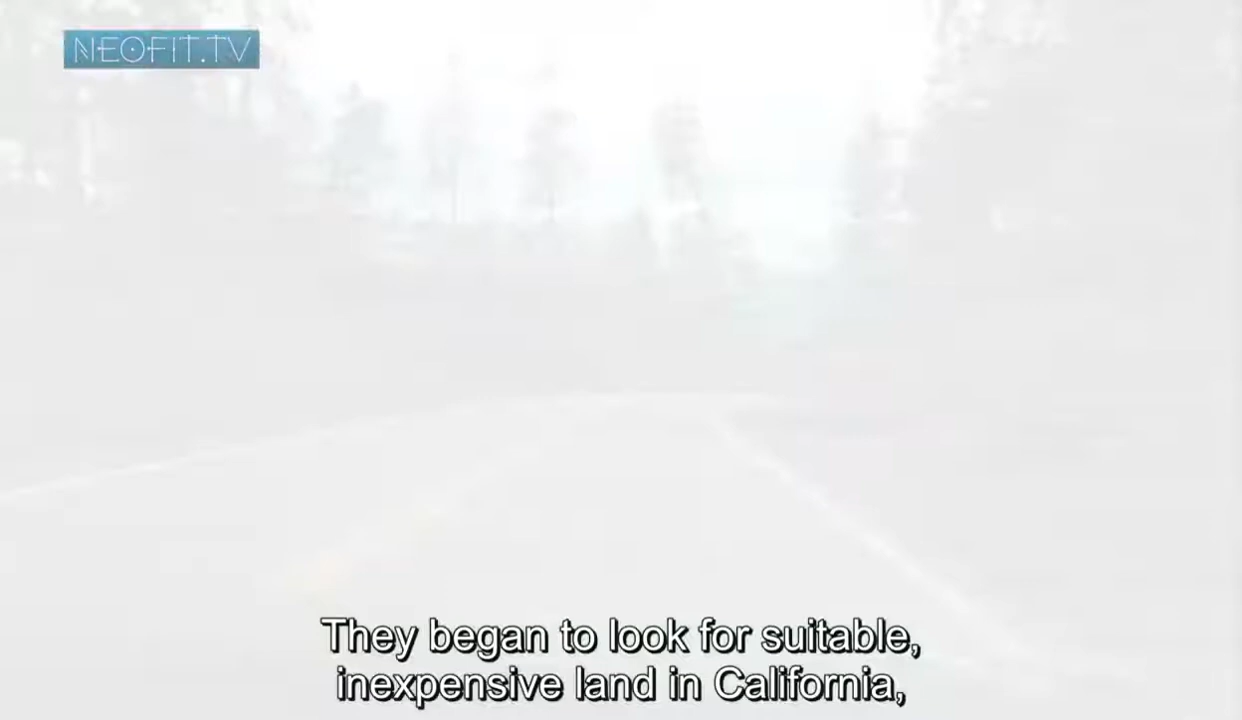 NEOFIT.TV
They began to look for suitable,
inexpensive land in California,